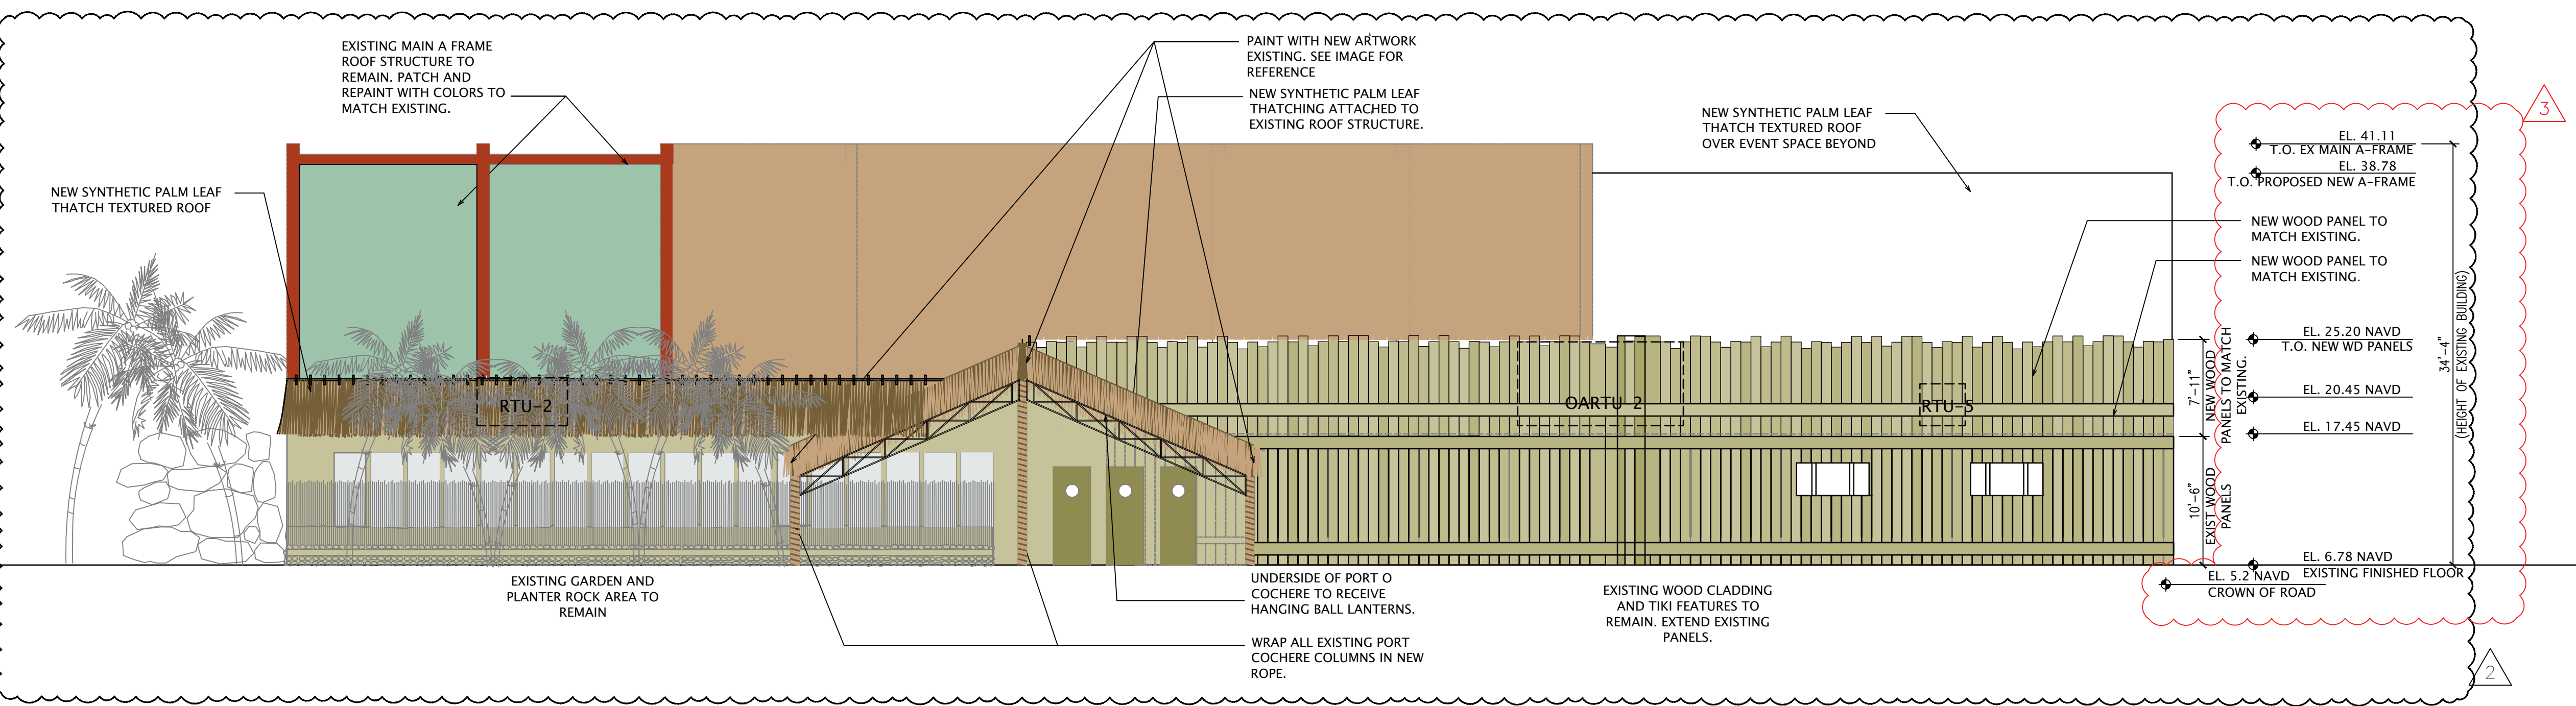 EXISTING MAIN A FRAME
ROOF STRUCTURE TO
REMAIN. PATCH AND
REPAINT WITH COLORS TO
MATCH EXISTING.
PAINT WITH NEW ARTWORK
EXISTING. SEE IMAGE FOR
REFERENCE
NEW SYNTHETIC PALM LEAF
THATCHING ATTACHED TO
EXISTING ROOF STRUCTURE.
NEW SYNTHETIC PALM LEAF
THATCH TEXTURED ROOF
OVER EVENT SPACE BEYOND
3
EL. 41.11
T.O. EX MAIN A-FRAME
EL. 38.78
T.O. PROPOSED NEW A-FRAME
NEW SYNTHETIC PALM LEAF
THATCH TEXTURED ROOF
NEW WOOD PANEL TO
MATCH EXISTING.
NEW WOOD PANEL TO
MATCH EXISTING.
EL. 25.20 NAVD
T.O. NEW WD PANELS
34'-4"
(HEIGHT OF EXISTING BUILDING)
7'-11"
NEW WOOD
PANELS TO MATCH
EXISTING.
EL. 20.45 NAVD
RTU-2
OARTU-2
RTU-5
EL. 17.45 NAVD
10'-6"
EXIST WOOD
PANELS
EL. 6.78 NAVD
EXISTING FINISHED FLOOR
EL. 5.2 NAVD
CROWN OF ROAD
EXISTING GARDEN AND
PLANTER ROCK AREA TO
REMAIN
UNDERSIDE OF PORT O
COCHERE TO RECEIVE
HANGING BALL LANTERNS.
EXISTING WOOD CLADDING
AND TIKI FEATURES TO
REMAIN. EXTEND EXISTING
PANELS.
WRAP ALL EXISTING PORT
COCHERE COLUMNS IN NEW
ROPE.
2